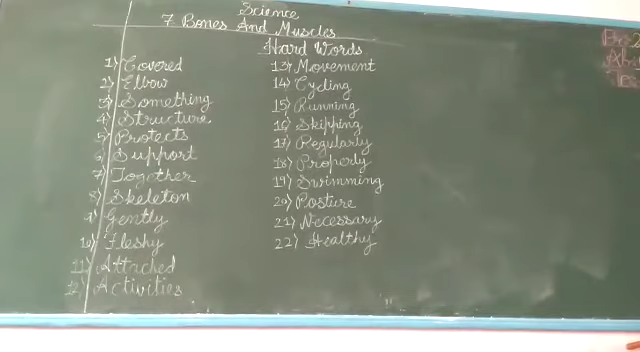 Science
7 Bones And Muscles
Hard Words
1) Covered
2) Elbow
3) Something
4) Structure
5) Protects
6) Support
7) Together
8) Skeleton
9) Gently
10) Fleshy
11) Attached
12) Activities
13) Movement
14) Cycling
15) Running
16) Skipping
17) Regularly
18) Properly
19) Swimming
20) Posture
21) Necessary
22) Healthy